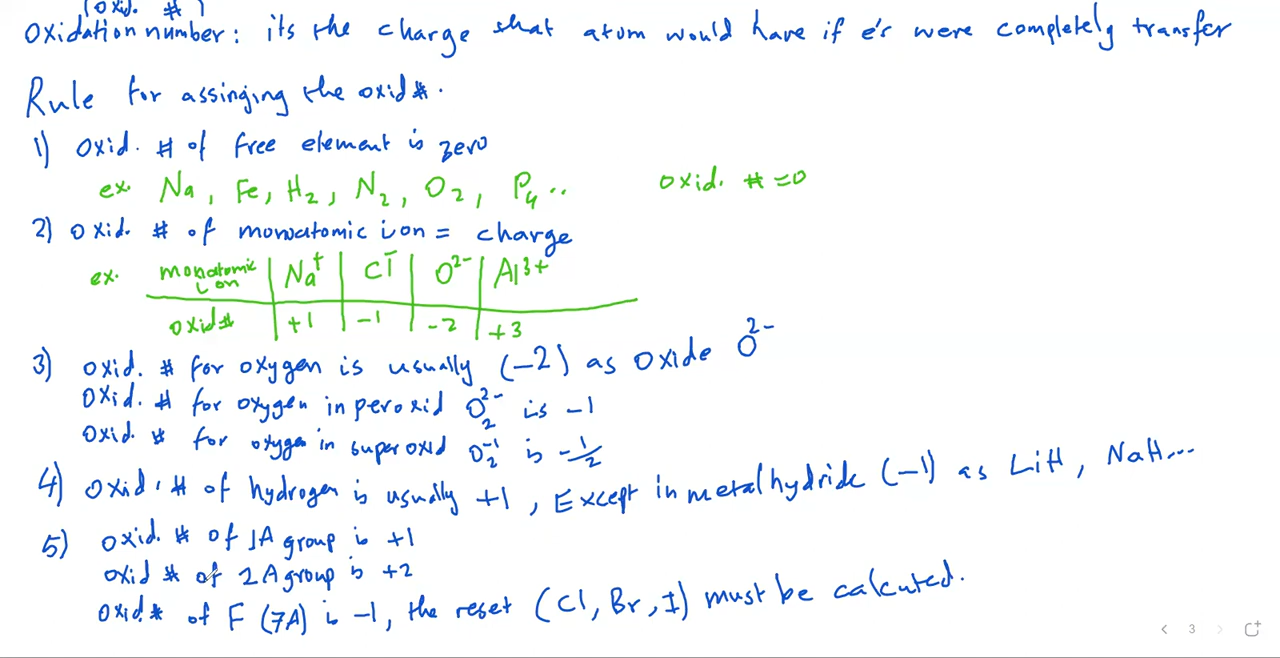 (oxid. #)
Oxidation number: its the charge that atom would have if e's were completely transfer
Rule for assinging the oxid#.
1) oxid. # of free element is zero
ex. Na, Fe, H₂, N₂, O₂, P₄.. oxid. #=0
2) oxid. # of monoatomic ion = charge
ex. monatomic ion | Na⁺ | Cl⁻ | O²⁻ | Al³⁺
oxid# | +1 | -1 | -2 | +3
3) oxid. # for oxygen is usually (-2) as oxide O²⁻
oxid. # for oxygen in peroxid O₂²⁻ is -1
oxid. # for oxygen in superoxid O₂⁻¹ is -1/2
4) oxid. # of hydrogen is usually +1, Except in metal hydride (-1) as LiH, NaH...
5) oxid. # of 1A group is +1
oxid # of 2A group is +2
oxid.# of F (7A) is -1, the reset (Cl, Br, I) must be calcuted.
< 3 >